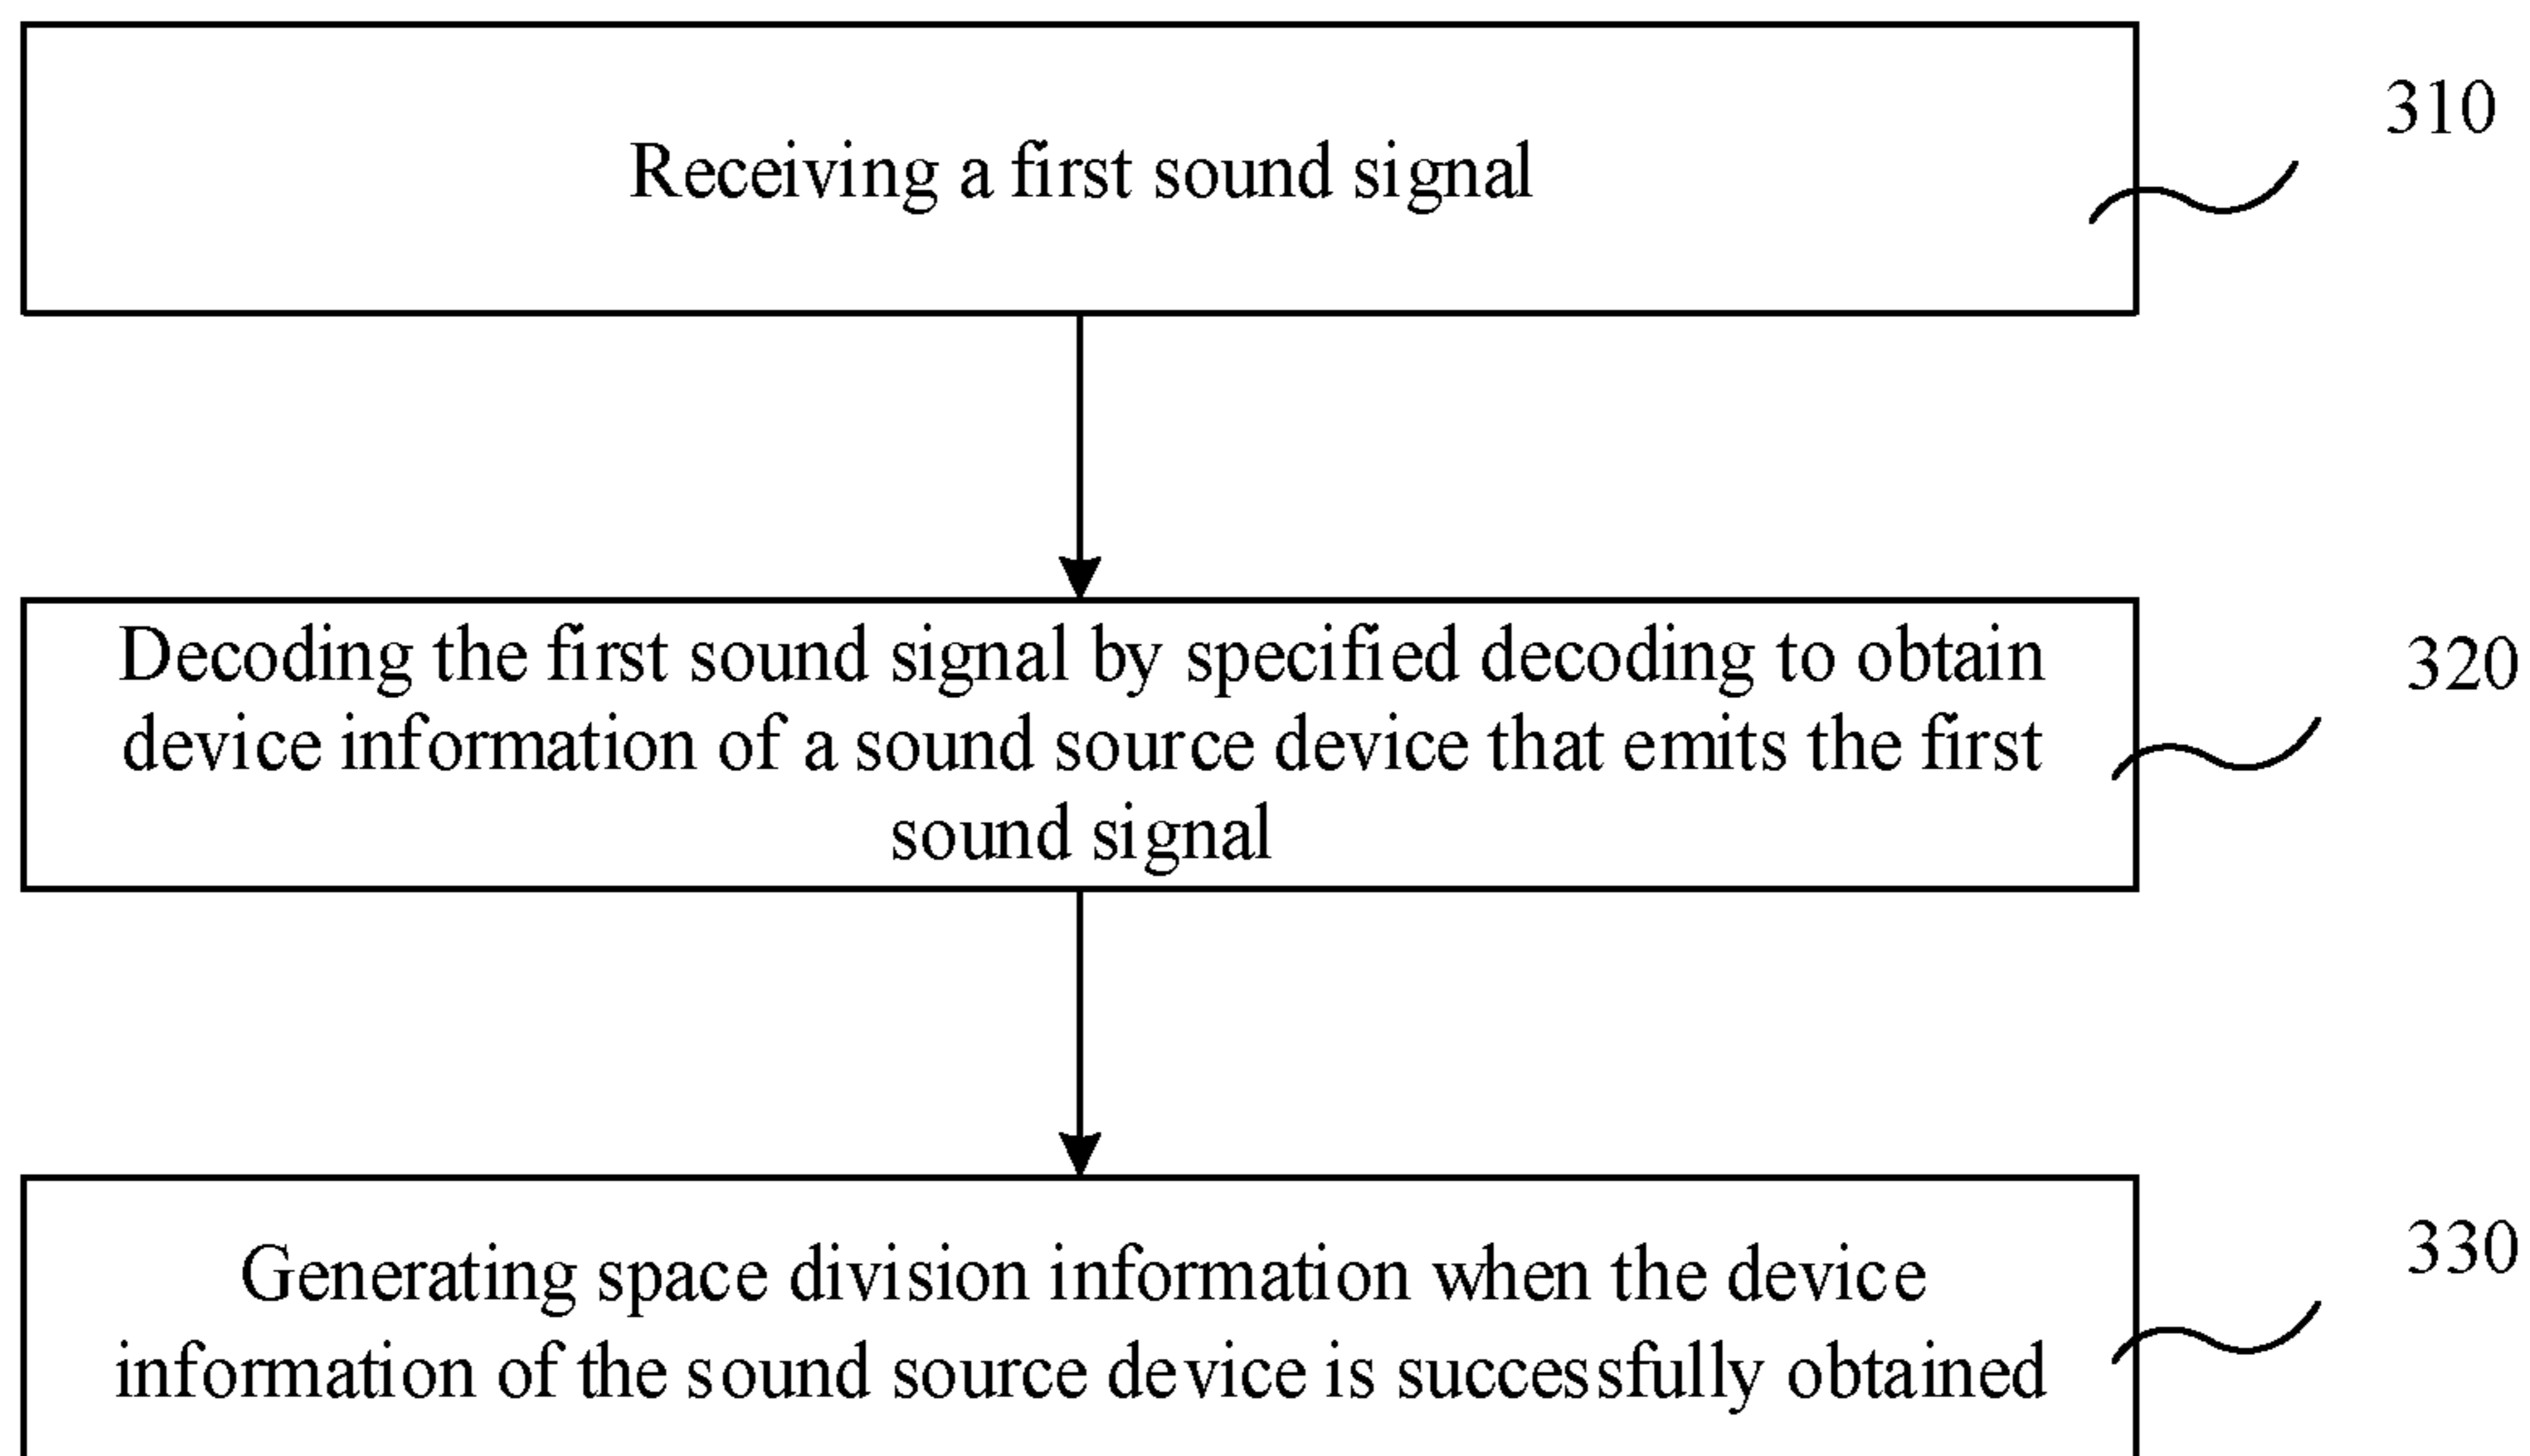 310
Receiving a first sound signal
320
Decoding the first sound signal by specified decoding to obtain
device information of a sound source device that emits the first
sound signal
330
Generating space division information when the device
information of the sound source device is successfully obtained